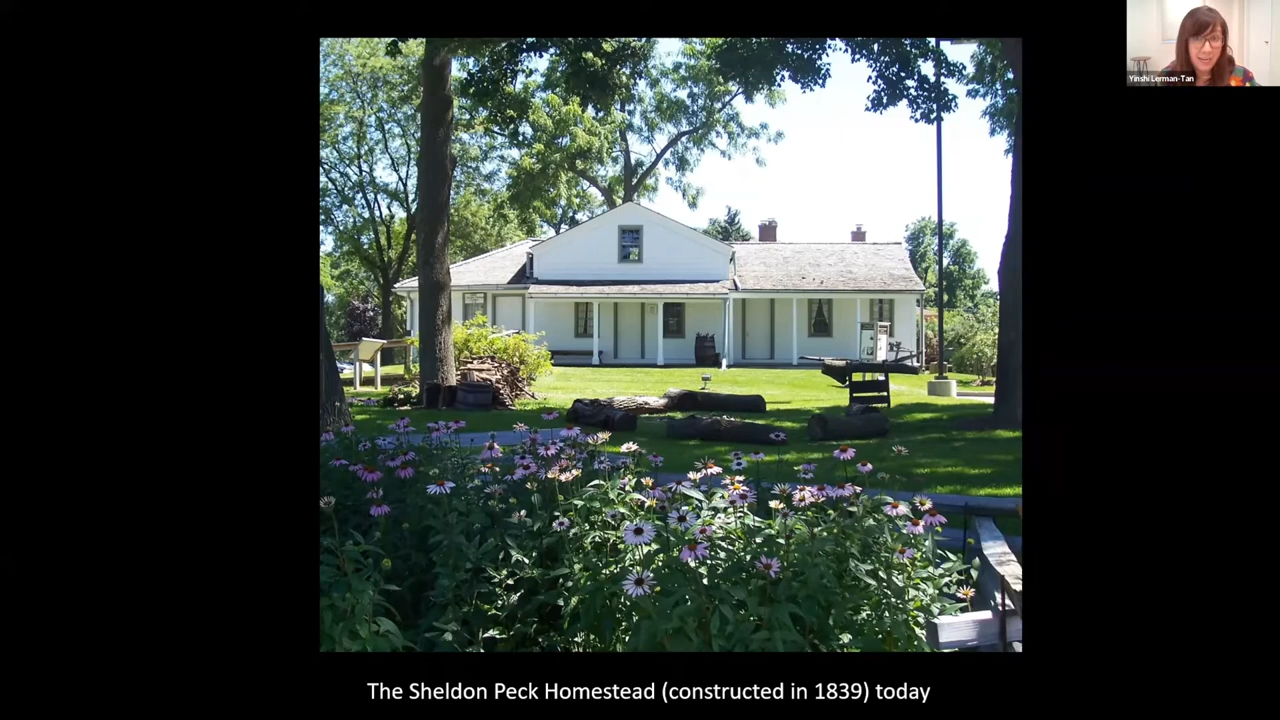 Yinshi Lerman-Tan
The Sheldon Peck Homestead (constructed in 1839) today